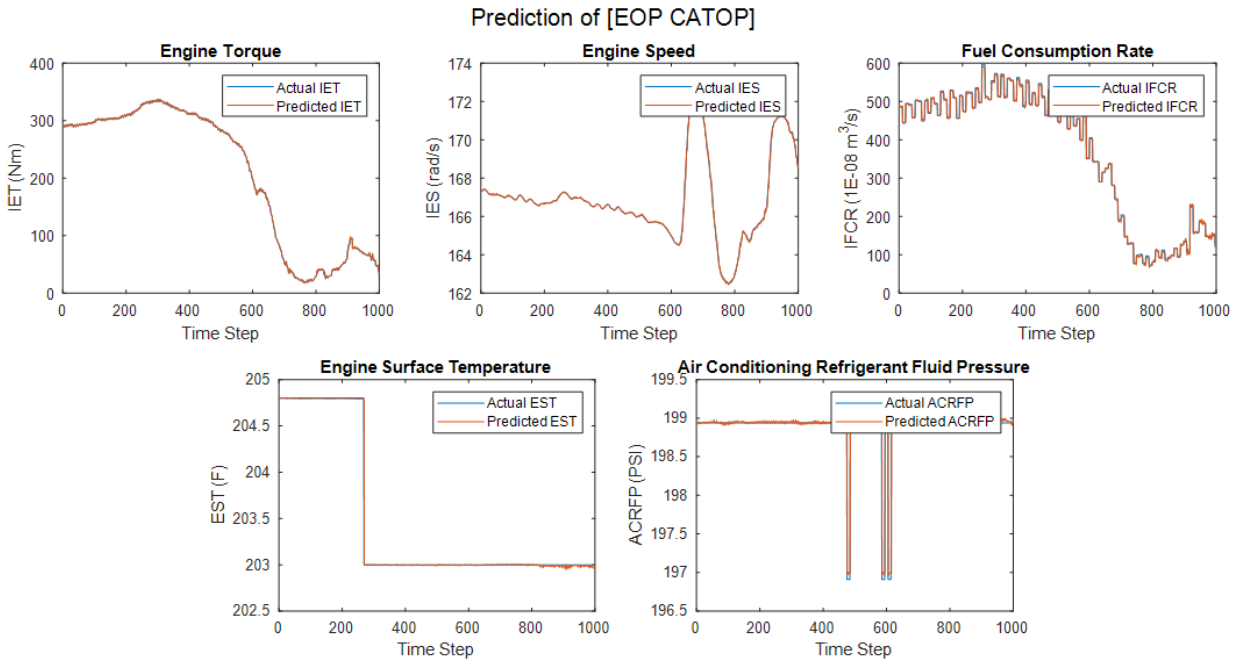 Prediction of [EOP CATOP]
Engine Torque
400
300
200
100
0
IET (Nm)
Actual IET
Predicted IET
0 200 400 600 800 1000
Time Step
Engine Speed
174
172
170
168
166
164
162
IES (rad/s)
Actual IES
Predicted IES
0 200 400 600 800 1000
Time Step
Fuel Consumption Rate
600
500
400
300
200
100
0
IFCR (1E-08 m³/s)
Actual IFCR
Predicted IFCR
0 200 400 600 800 1000
Time Step
Engine Surface Temperature
205
204.5
204
203.5
203
202.5
EST (F)
Actual EST
Predicted EST
0 200 400 600 800 1000
Time Step
Air Conditioning Refrigerant Fluid Pressure
199.5
199
198.5
198
197.5
197
196.5
ACRFP (PSI)
Actual ACRFP
Predicted ACRFP
0 200 400 600 800 1000
Time Step